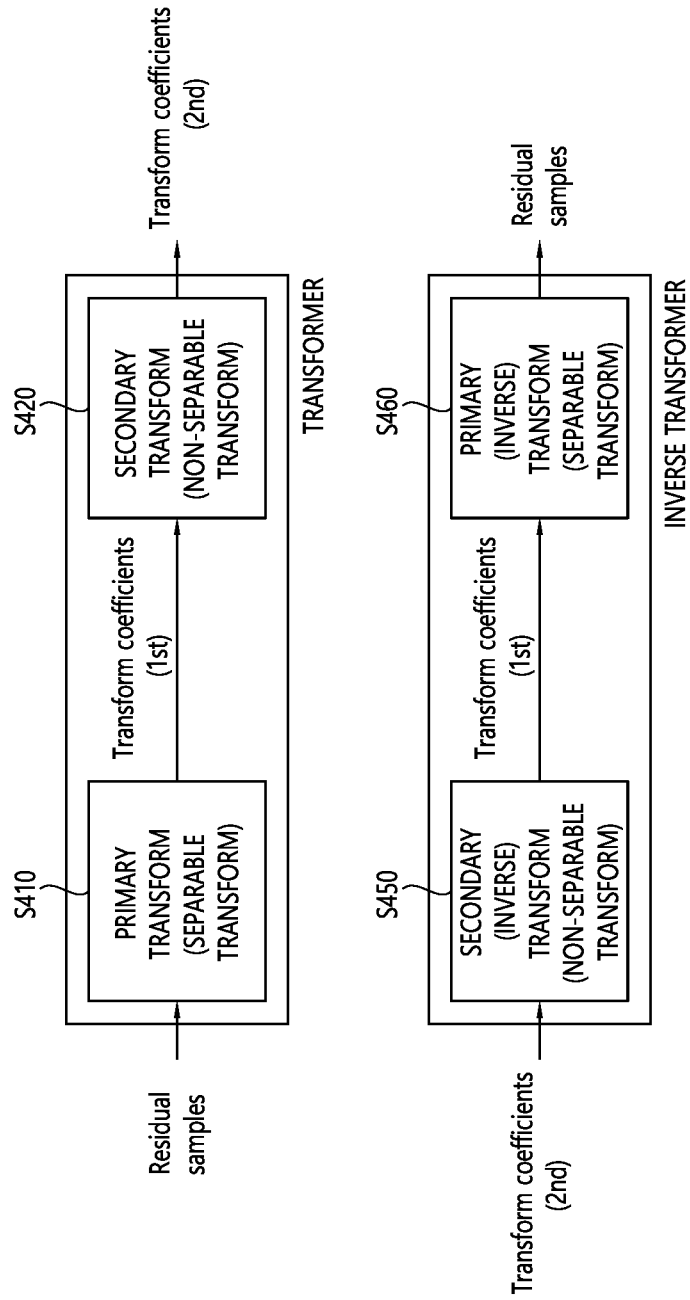 S410
S420
Residual
samples
PRIMARY
TRANSFORM
(SEPARABLE
TRANSFORM)
Transform coefficients
(1st)
SECONDARY
TRANSFORM
(NON-SEPARABLE
TRANSFORM)
Transform coefficients
(2nd)
TRANSFORMER
S450
S460
Transform coefficients
(2nd)
SECONDARY
(INVERSE)
TRANSFORM
(NON-SEPARABLE
TRANSFORM)
Transform coefficients
(1st)
PRIMARY
(INVERSE)
TRANSFORM
(SEPARABLE
TRANSFORM)
Residual
samples
INVERSE TRANSFORMER